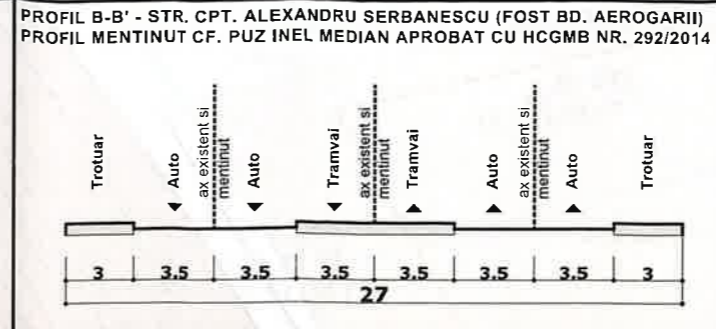 PROFIL B-B' - STR. CPT. ALEXANDRU SERBANESCU (FOST BD. AEROGARII)
PROFIL MENTINUT CF. PUZ INEL MEDIAN APROBAT CU HCGMB NR. 292/2014
Trotuar
Auto
ax existent si
mentinut
Auto
Tramvai
ax existent si
mentinut
Tramvai
Auto
ax existent si
mentinut
Auto
Trotuar
3 3.5 3.5 3.5 3.5 3.5 3.5 3
27